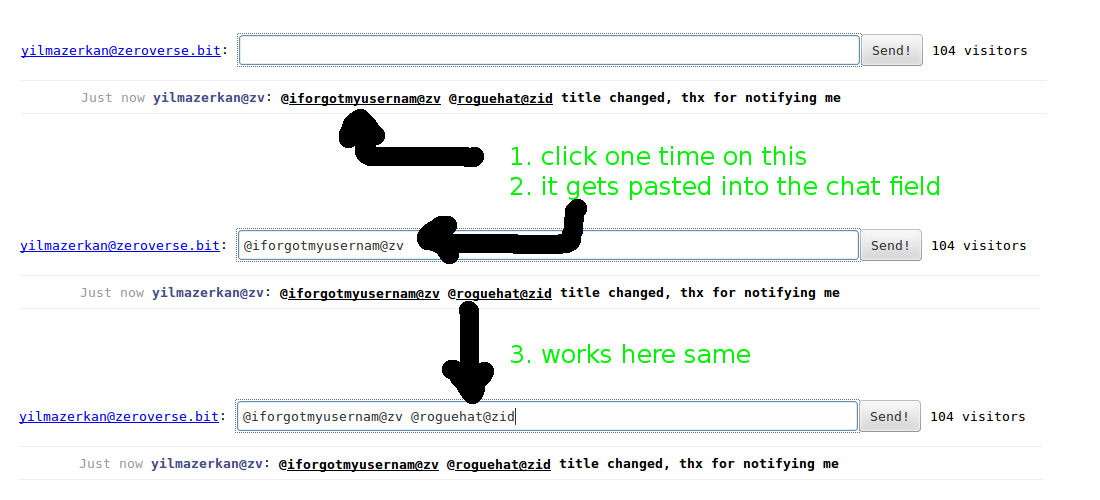 yilmazerkan@zeroverse.bit: Send! 104 visitors
Just now yilmazerkan@zv: @iforgotmyusernam@zv @roguehat@zid title changed, thx for notifying me
1. click one time on this
2. it gets pasted into the chat field
yilmazerkan@zeroverse.bit: @iforgotmyusernam@zv Send! 104 visitors
Just now yilmazerkan@zv: @iforgotmyusernam@zv @roguehat@zid title changed, thx for notifying me
3. works here same
yilmazerkan@zeroverse.bit: @iforgotmyusernam@zv @roguehat@zid Send! 104 visitors
Just now yilmazerkan@zv: @iforgotmyusernam@zv @roguehat@zid title changed, thx for notifying me